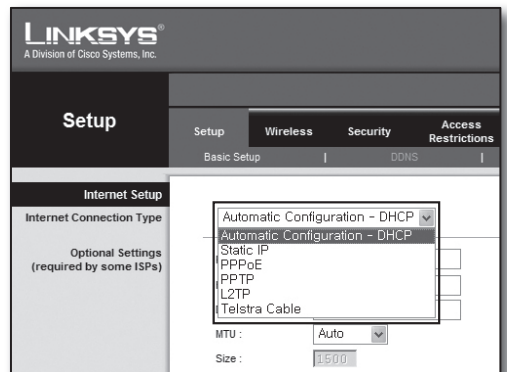 LINKSYS®
A Division of Cisco Systems, Inc.
Setup
Setup Wireless Security Access Restrictions
Basic Setup | DDNS |
Internet Setup
Internet Connection Type
Automatic Configuration - DHCP
Automatic Configuration - DHCP
Optional Settings
(required by some ISPs)
Static IP
PPPoE
PPTP
L2TP
Telstra Cable
MTU : Auto
Size : 1500